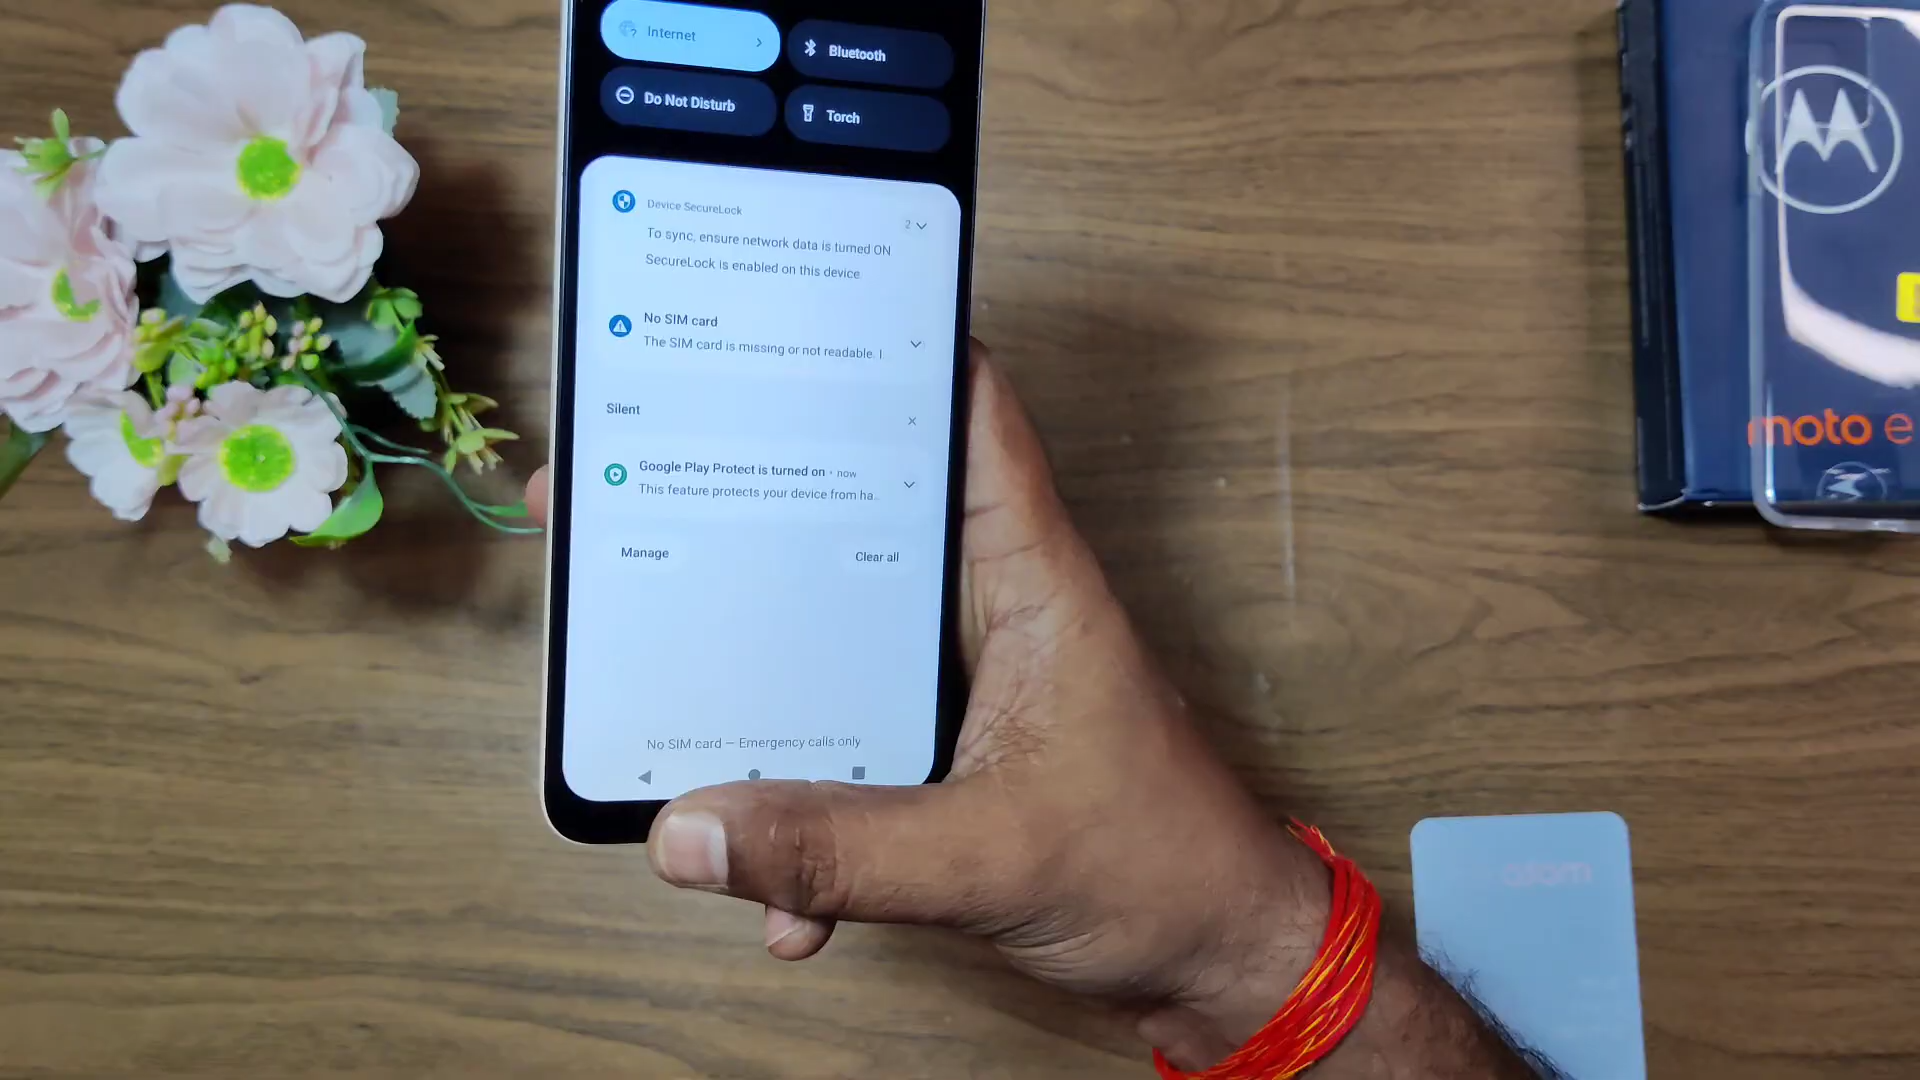 Internet
Bluetooth
Do Not Disturb
Torch
Device SecureLock
2
To sync, ensure network data is turned ON
SecureLock is enabled on this device
No SIM card
The SIM card is missing or not readable. I
Silent
Google Play Protect is turned on • now
This feature protects your device from ha...
Manage
Clear all
No SIM card — Emergency calls only
moto e